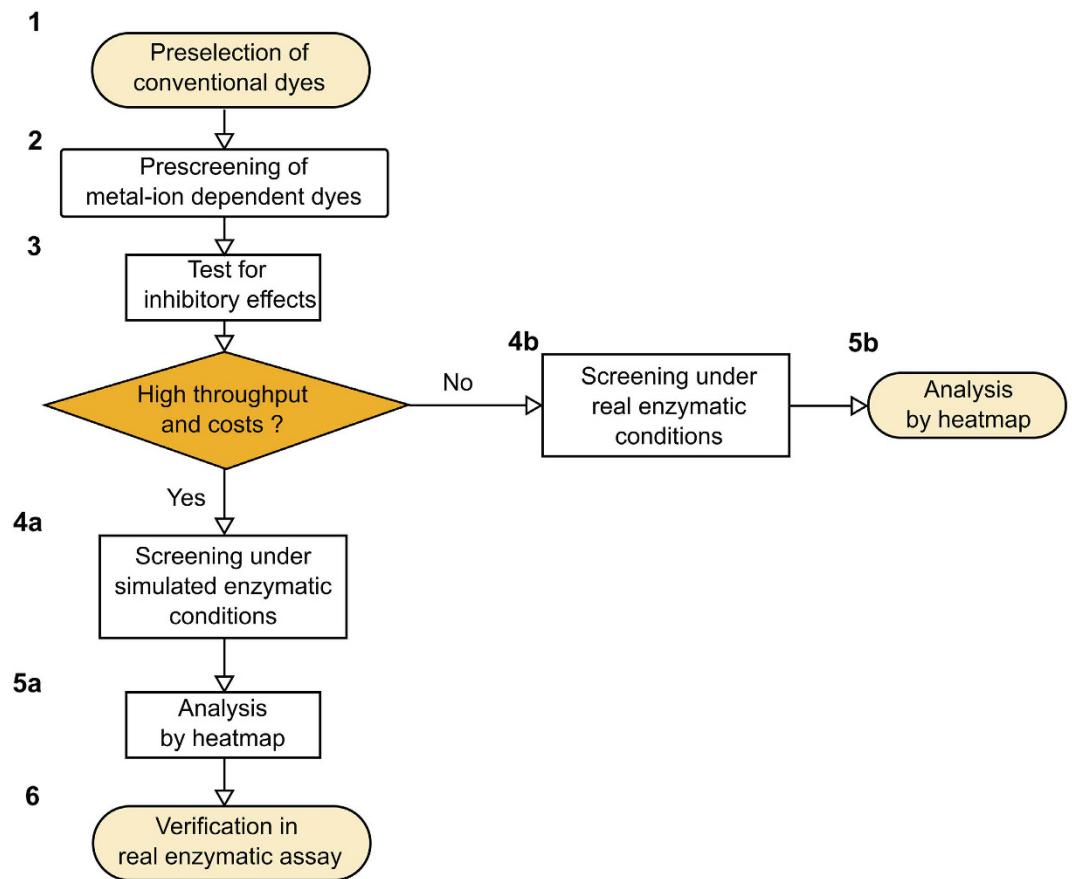 1
Preselection of
conventional dyes
2
Prescreening of
metal-ion dependent dyes
3
Test for
inhibitory effects
High throughput
and costs ?
No
4b
Screening under
real enzymatic
conditions
5b
Analysis
by heatmap
Yes
4a
Screening under
simulated enzymatic
conditions
5a
Analysis
by heatmap
6
Verification in
real enzymatic assay